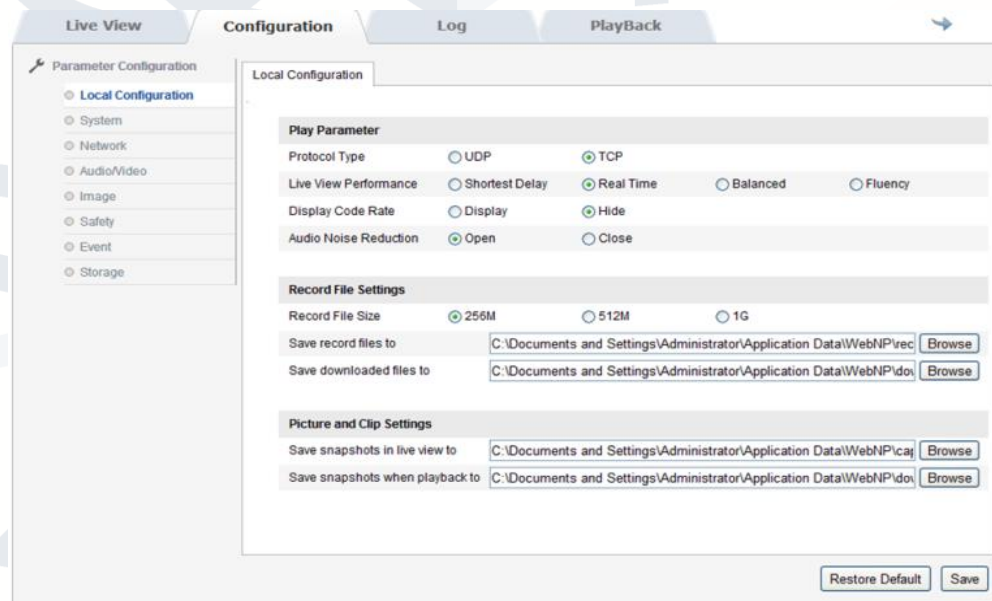 Live View Configuration Log PlayBack
Parameter Configuration
Local Configuration
System
Network
Audio/Video
Image
Safety
Event
Storage
Local Configuration
Play Parameter
Protocol Type UDP TCP
Live View Performance Shortest Delay Real Time Balanced Fluency
Display Code Rate Display Hide
Audio Noise Reduction Open Close
Record File Settings
Record File Size 256M 512M 1G
Save record files to C:\Documents and Settings\Administrator\Application Data\WebNP\rec Browse
Save downloaded files to C:\Documents and Settings\Administrator\Application Data\WebNP\dov Browse
Picture and Clip Settings
Save snapshots in live view to C:\Documents and Settings\Administrator\Application Data\WebNP\cap Browse
Save snapshots when playback to C:\Documents and Settings\Administrator\Application Data\WebNP\dov Browse
Restore Default Save